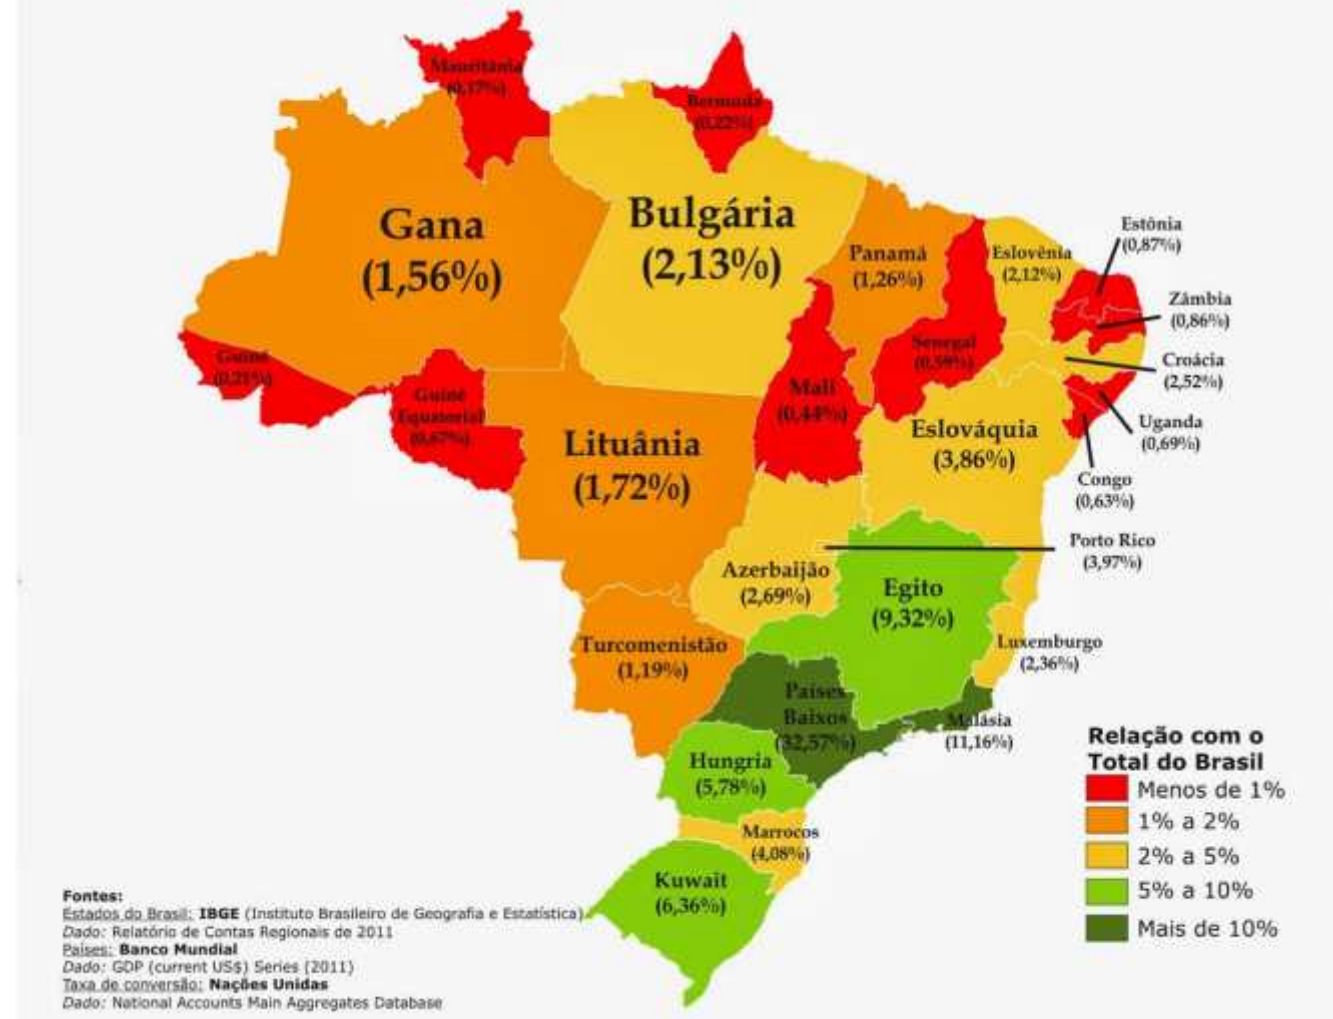 Mauritânia
(0,17%)
Bermuda
(0,22%)
Gana
(1,56%)
Bulgária
(2,13%)
Panamá
(1,26%)
Eslovênia
(2,12%)
Estônia
(0,87%)
Zâmbia
(0,86%)
Croácia
(2,52%)
Uganda
(0,69%)
Congo
(0,63%)
Senegal
(0,59%)
Guiné
(0,21%)
Guiné
Equatorial
(0,67%)
Mali
(0,44%)
Lituânia
(1,72%)
Eslováquia
(3,86%)
Porto Rico
(3,97%)
Azerbaijão
(2,69%)
Egito
(9,32%)
Luxemburgo
(2,36%)
Turcomenistão
(1,19%)
Países
Baixos
(32,57%)
Malásia
(11,16%)
Hungria
(5,78%)
Marrocos
(4,08%)
Kuwait
(6,36%)
Relação com o
Total do Brasil
Menos de 1%
1% a 2%
2% a 5%
5% a 10%
Mais de 10%
Fontes:
Estados do Brasil: IBGE (Instituto Brasileiro de Geografia e Estatística)
Dado: Relatório de Contas Regionais de 2011
Países: Banco Mundial
Dado: GDP (current US$) Series (2011)
Taxa de conversão: Nações Unidas
Dado: National Accounts Main Aggregates Database